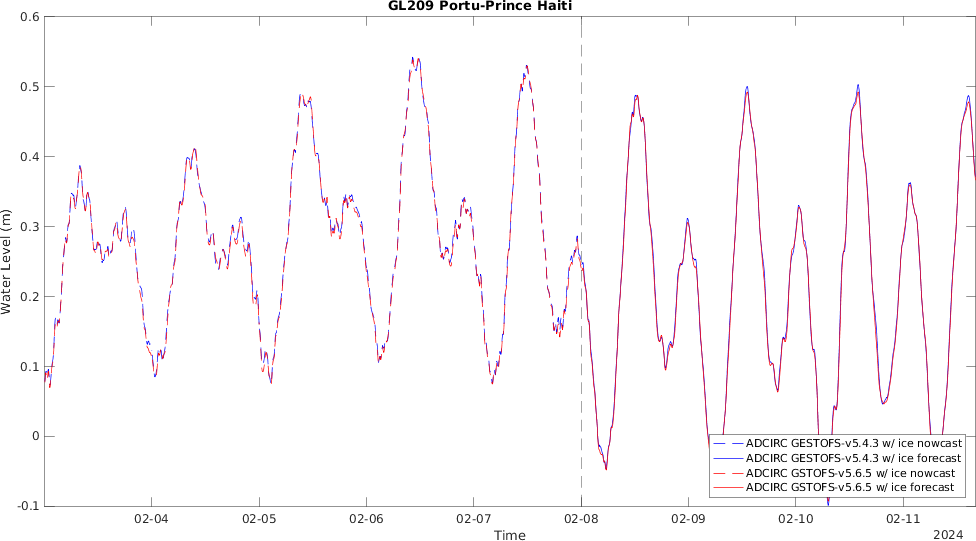 GL209 Portu-Prince Haiti
Water Level (m)
0.6
0.5
0.4
0.3
0.2
0.1
0
-0.1
ADCIRC GESTOFS-v5.4.3 w/ ice nowcast
ADCIRC GESTOFS-v5.4.3 w/ ice forecast
ADCIRC GSTOFS-v5.6.5 w/ ice nowcast
ADCIRC GSTOFS-v5.6.5 w/ ice forecast
02-04 02-05 02-06 02-07 02-08 02-09 02-10 02-11
Time
2024